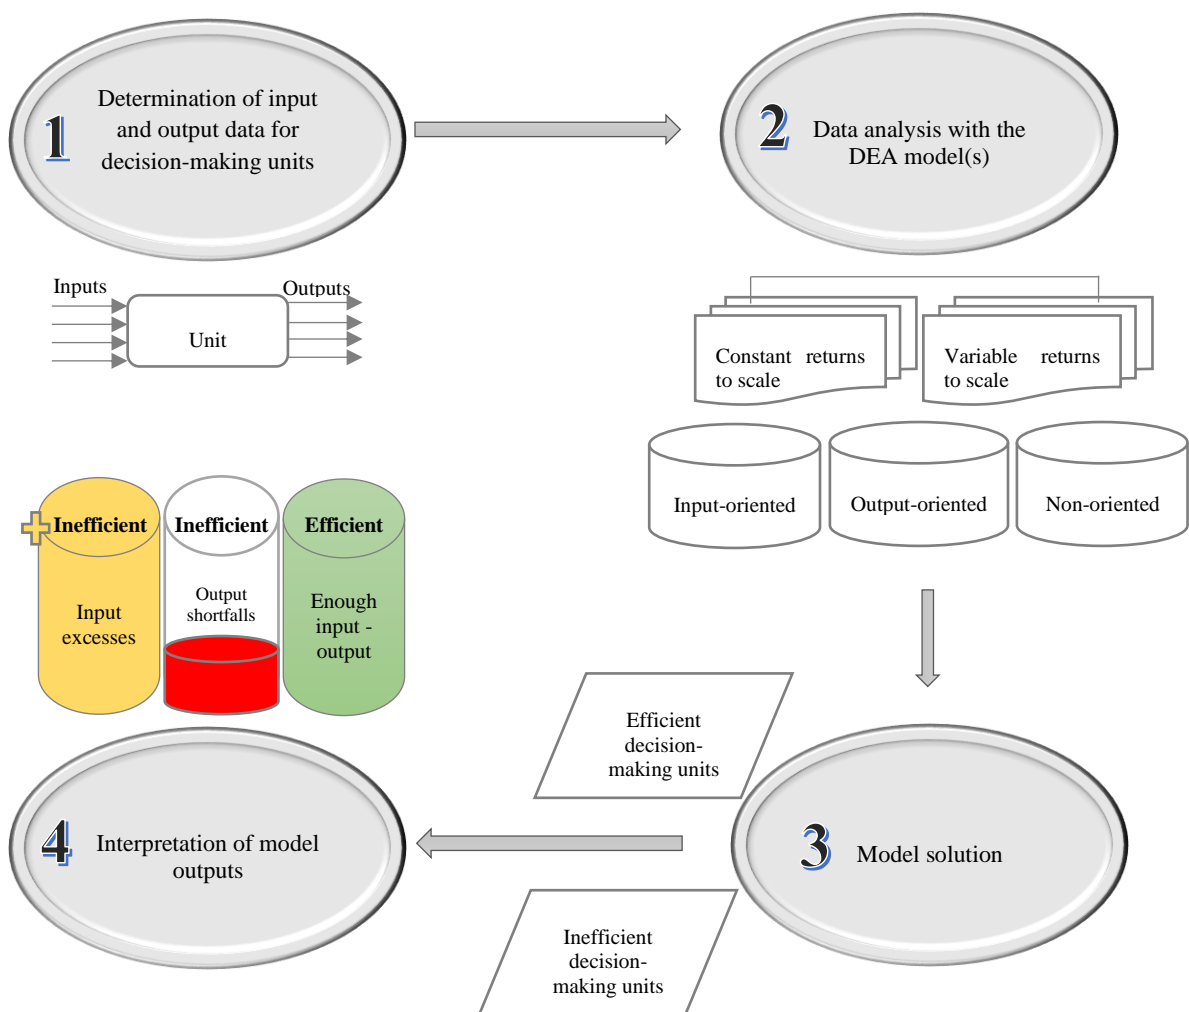 1
Determination of input
and output data for
decision-making units
2
Data analysis with the
DEA model(s)
Inputs
Outputs
Unit
Constant returns
to scale
Variable returns
to scale
Input-oriented
Output-oriented
Non-oriented
Inefficient
Input
excesses
Inefficient
Output
shortfalls
Efficient
Enough
input -
output
Efficient
decision-
making units
3
Model solution
4
Interpretation of model
outputs
Inefficient
decision-
making units